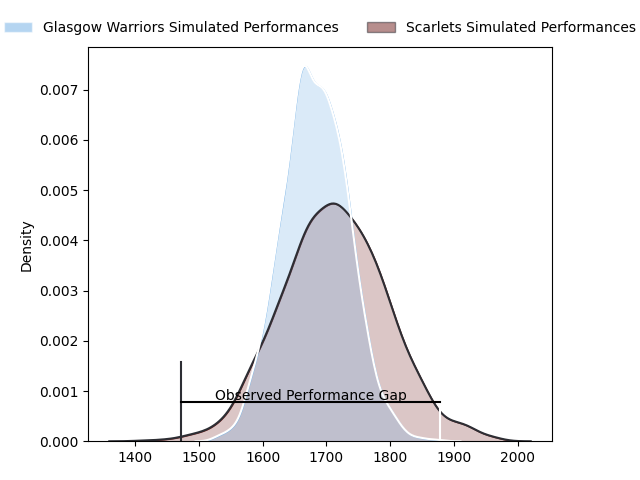 Glasgow Warriors Simulated Performances
Scarlets Simulated Performances
Density
0.007
0.006
0.005
0.004
0.003
0.002
0.001
0.000
Observed Performance Gap
1400 1500 1600 1700 1800 1900 2000